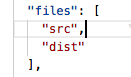 "files": [
"src",
"dist"
],